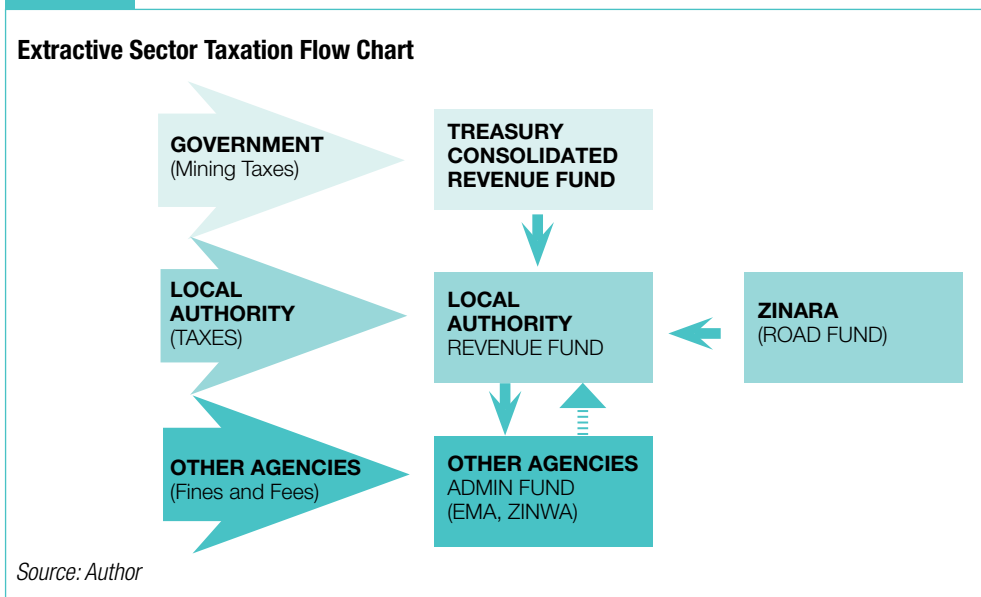 Extractive Sector Taxation Flow Chart
GOVERNMENT
(Mining Taxes)
TREASURY
CONSOLIDATED
REVENUE FUND
LOCAL
AUTHORITY
(TAXES)
LOCAL
AUTHORITY
REVENUE FUND
ZINARA
(ROAD FUND)
OTHER AGENCIES
(Fines and Fees)
OTHER AGENCIES
ADMIN FUND
(EMA, ZINWA)
Source: Author